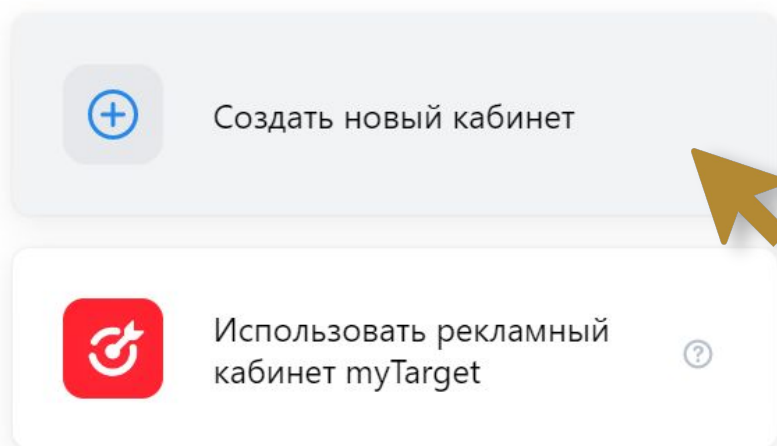 Создать новый кабинет
Использовать рекламный
кабинет myTarget
?